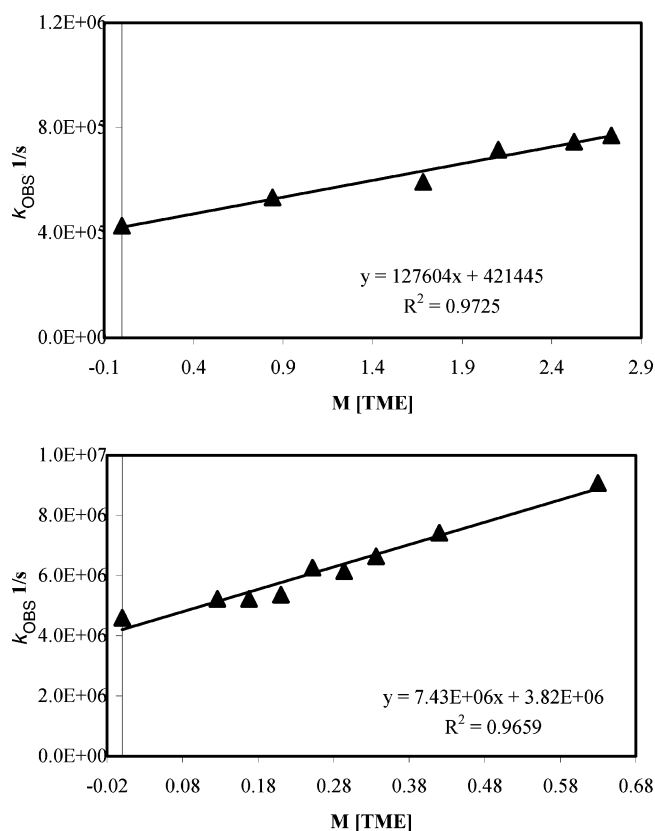 1.2E+06
8.0E+05
4.0E+05
0.0E+00
kOBS 1/s
y = 127604x + 421445
R² = 0.9725
-0.1 0.4 0.9 1.4 1.9 2.4 2.9
M [TME]
1.0E+07
8.0E+06
6.0E+06
4.0E+06
2.0E+06
0.0E+00
kOBS 1/s
y = 7.43E+06x + 3.82E+06
R² = 0.9659
-0.02 0.08 0.18 0.28 0.38 0.48 0.58 0.68
M [TME]